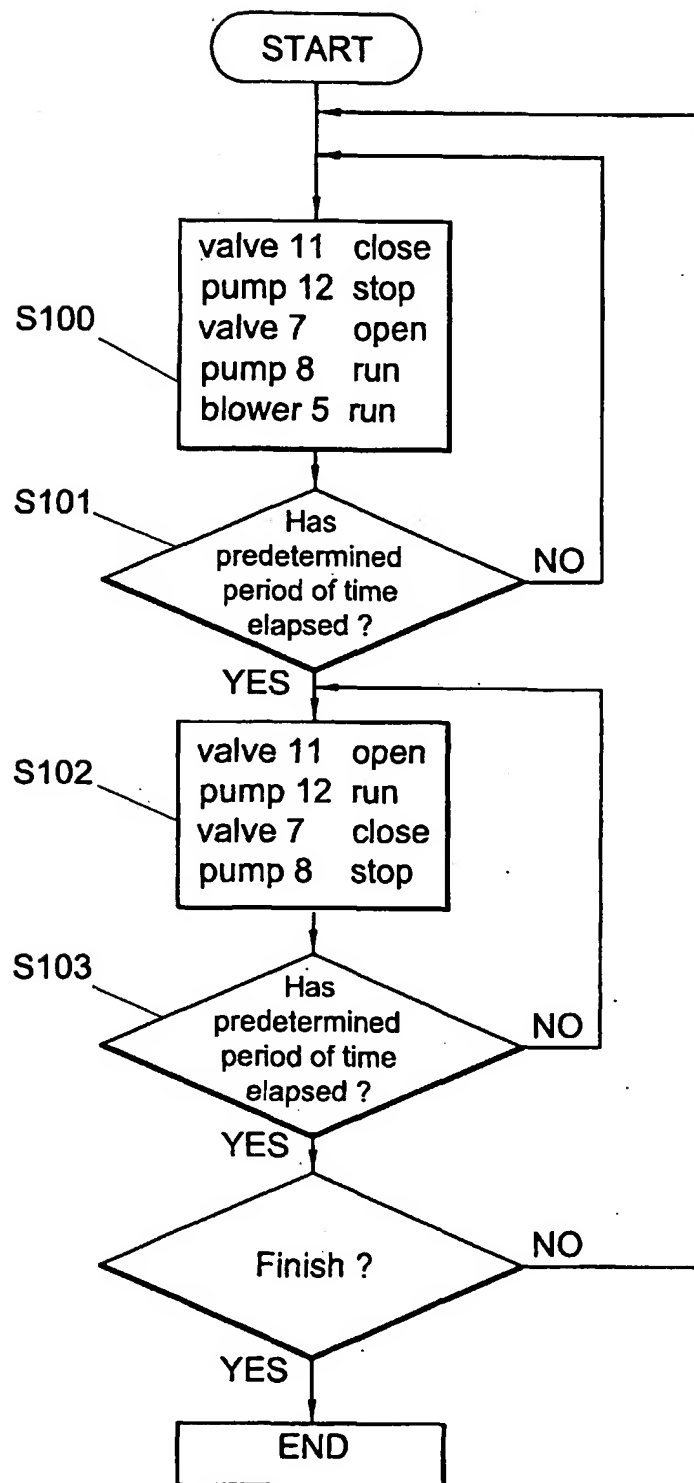 START
S100
valve 11 close
pump 12 stop
valve 7 open
pump 8 run
blower 5 run
S101
Has
predetermined
period of time
elapsed ?
NO
YES
S102
valve 11 open
pump 12 run
valve 7 close
pump 8 stop
S103
Has
predetermined
period of time
elapsed ?
NO
YES
Finish ?
NO
YES
END